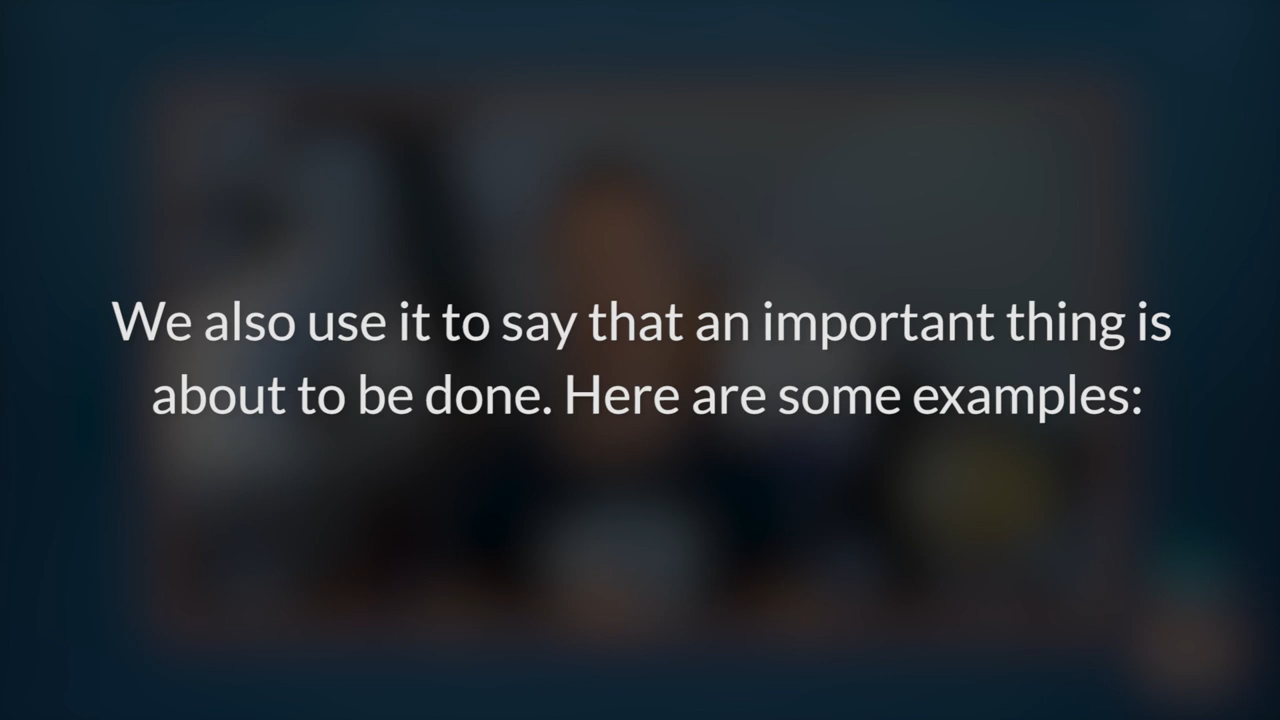 We also use it to say that an important thing is
about to be done. Here are some examples: